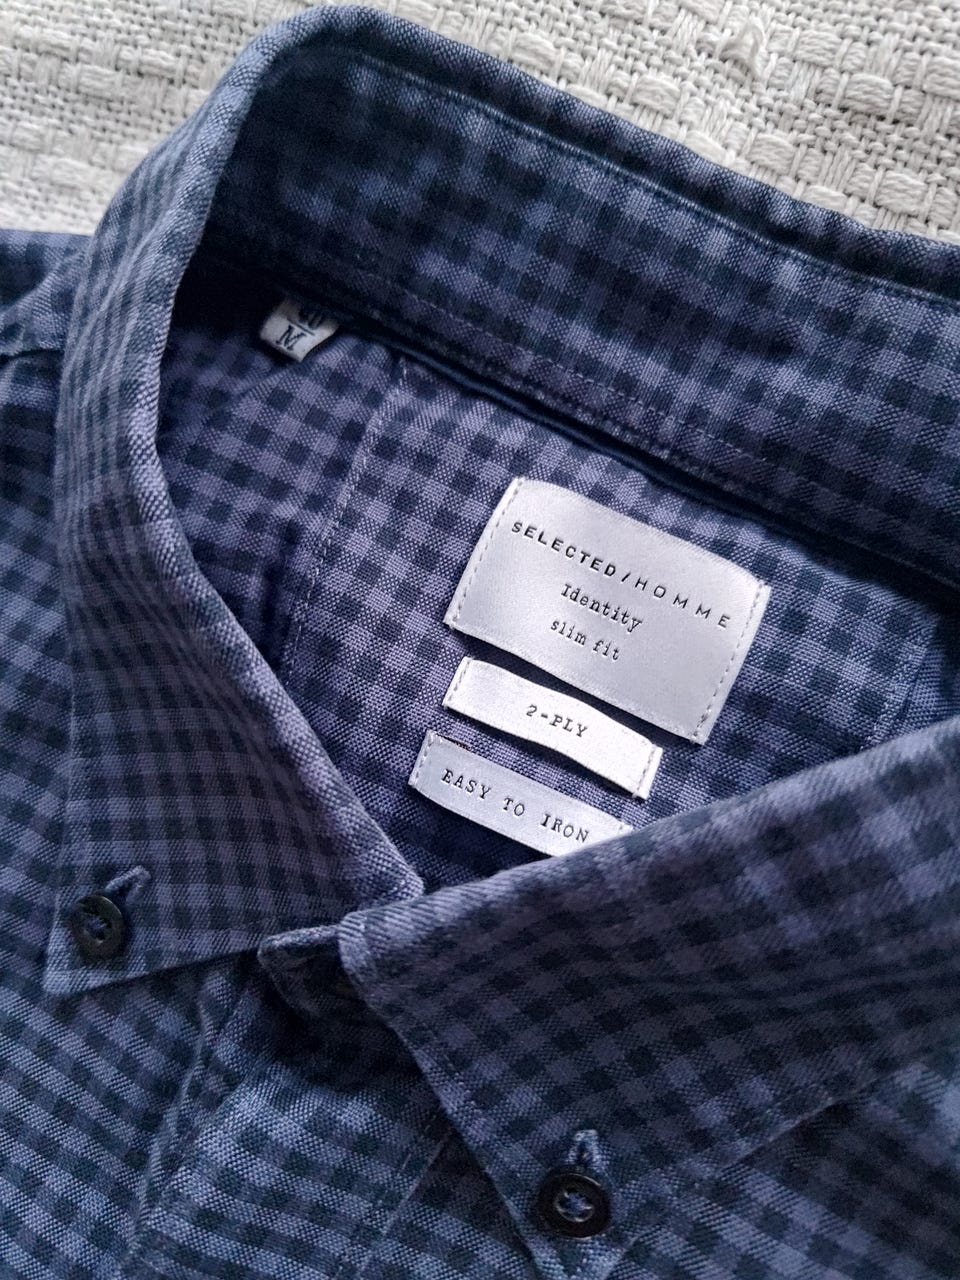 M
SELECTED/HOMME
Identity
slim fit
2-PLY
EASY TO IRON